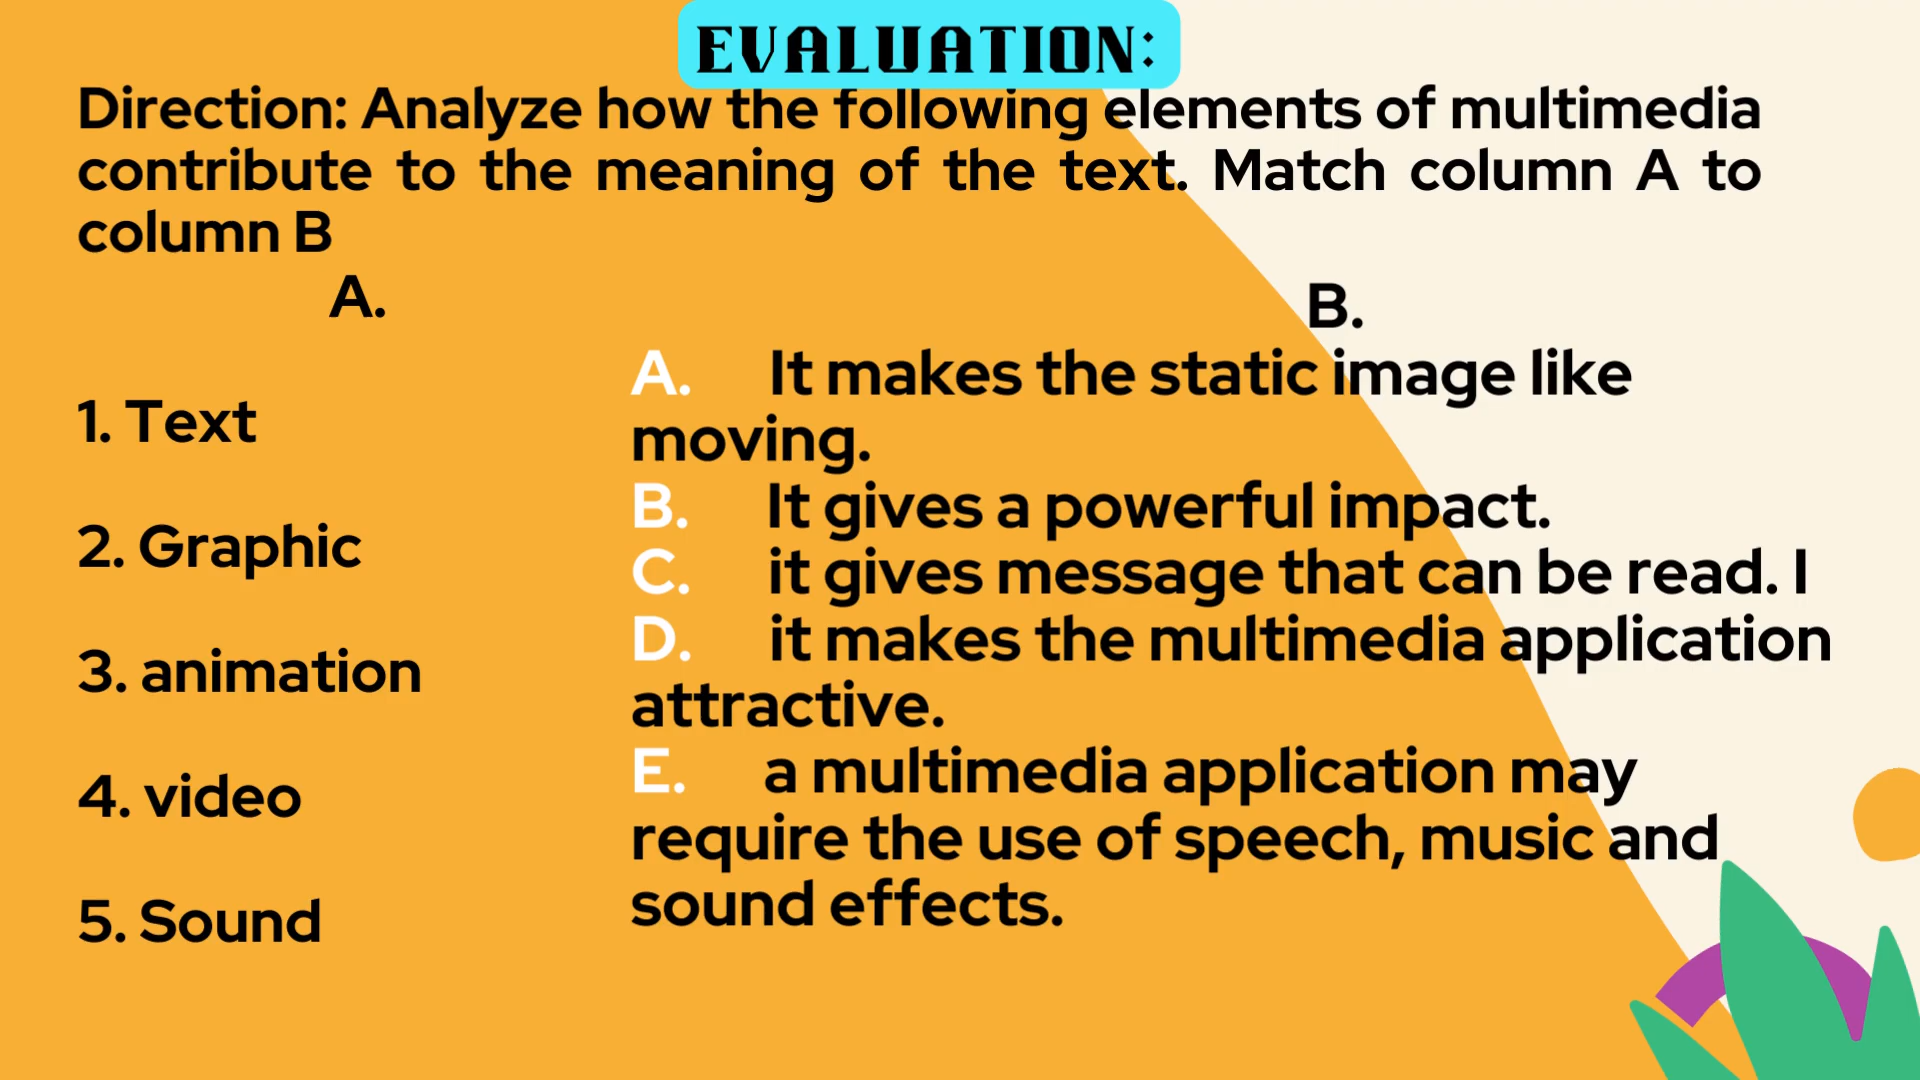 EVALUATION:
Direction: Analyze how the following elements of multimedia
contribute to the meaning of the text. Match column A to
column B
A.
1. Text
2. Graphic
3. animation
4. video
5. Sound
B.
A. It makes the static image like
moving.
B. It gives a powerful impact.
C. it gives message that can be read. I
D. it makes the multimedia application
attractive.
E. a multimedia application may
require the use of speech, music and
sound effects.